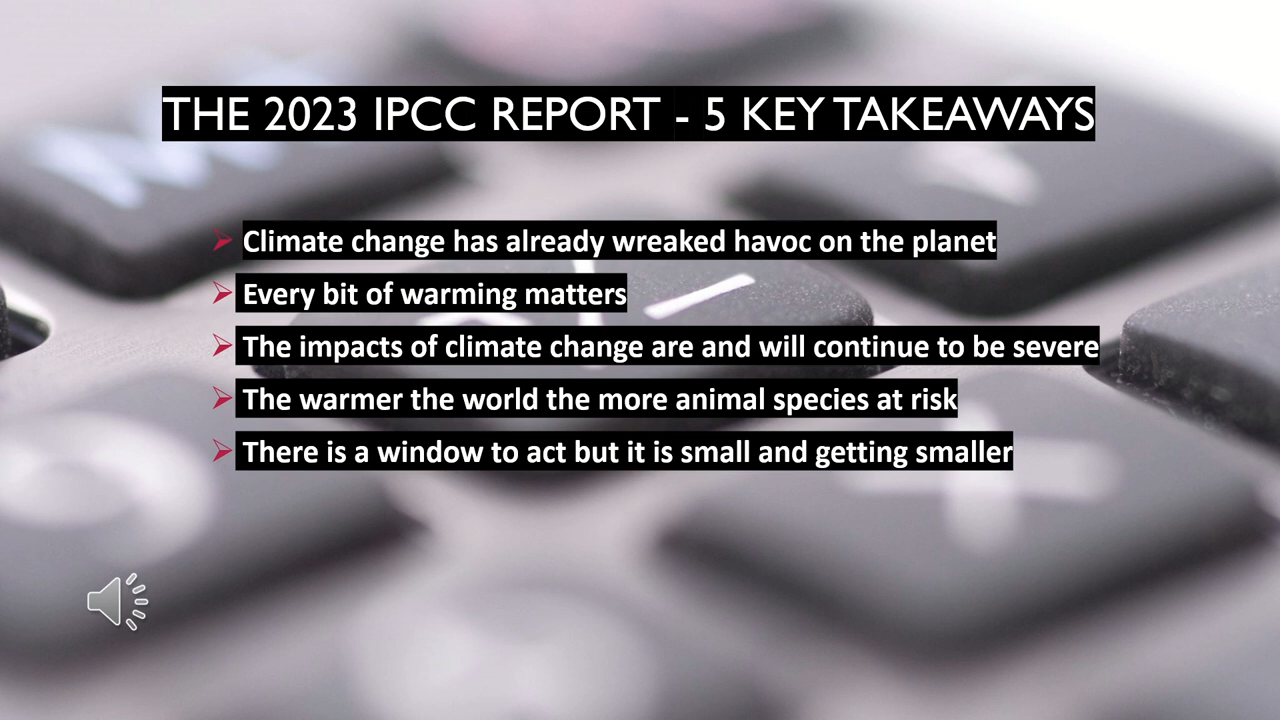 THE 2023 IPCC REPORT - 5 KEY TAKEAWAYS
Climate change has already wreaked havoc on the planet
Every bit of warming matters
The impacts of climate change are and will continue to be severe
The warmer the world the more animal species at risk
There is a window to act but it is small and getting smaller